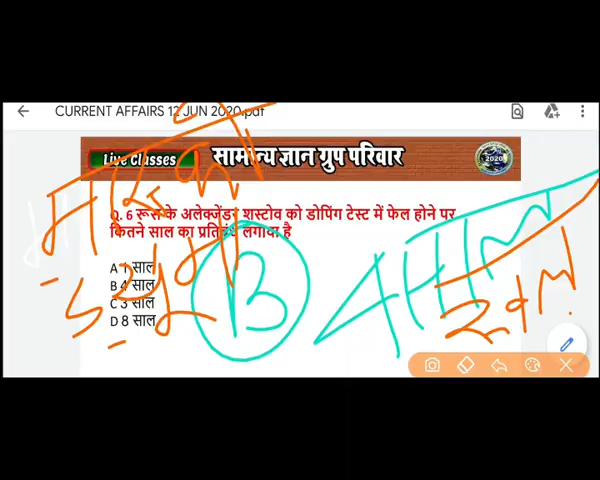 CURRENT AFFAIRS 12 JUN 2020.pdf
Live Classes
सामान्य ज्ञान ग्रुप परिवार
2020
Q. 6 रूस के अलेक्जेंडर शस्टोव को डोपिंग टेस्ट में फेल होने पर
कितने साल का प्रतिबंध लगाया है
A 1 साल
B 4 साल
C 3 साल
D 8 साल
मास्को
B
4 साल